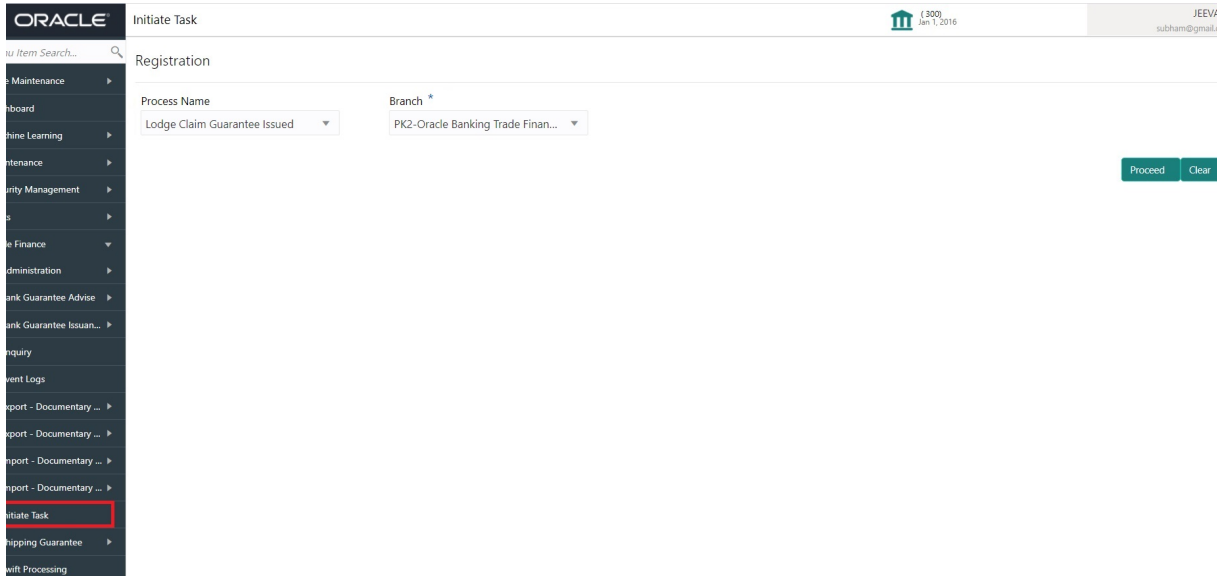 ORACLE
Initiate Task
( 300)
Jan 1, 2016
JEEVA
subham@gmail.
nu Item Search...
Registration
e Maintenance
Process Name
Branch *
hboard
Lodge Claim Guarantee Issued
PK2-Oracle Banking Trade Finan...
hine Learning
ntenance
Proceed
Clear
urity Management
s
e Finance
dministration
ank Guarantee Advise
ank Guarantee Issuan...
nquiry
vent Logs
xport - Documentary ...
xport - Documentary ...
mport - Documentary ...
mport - Documentary ...
nitiate Task
hipping Guarantee
wift Processing